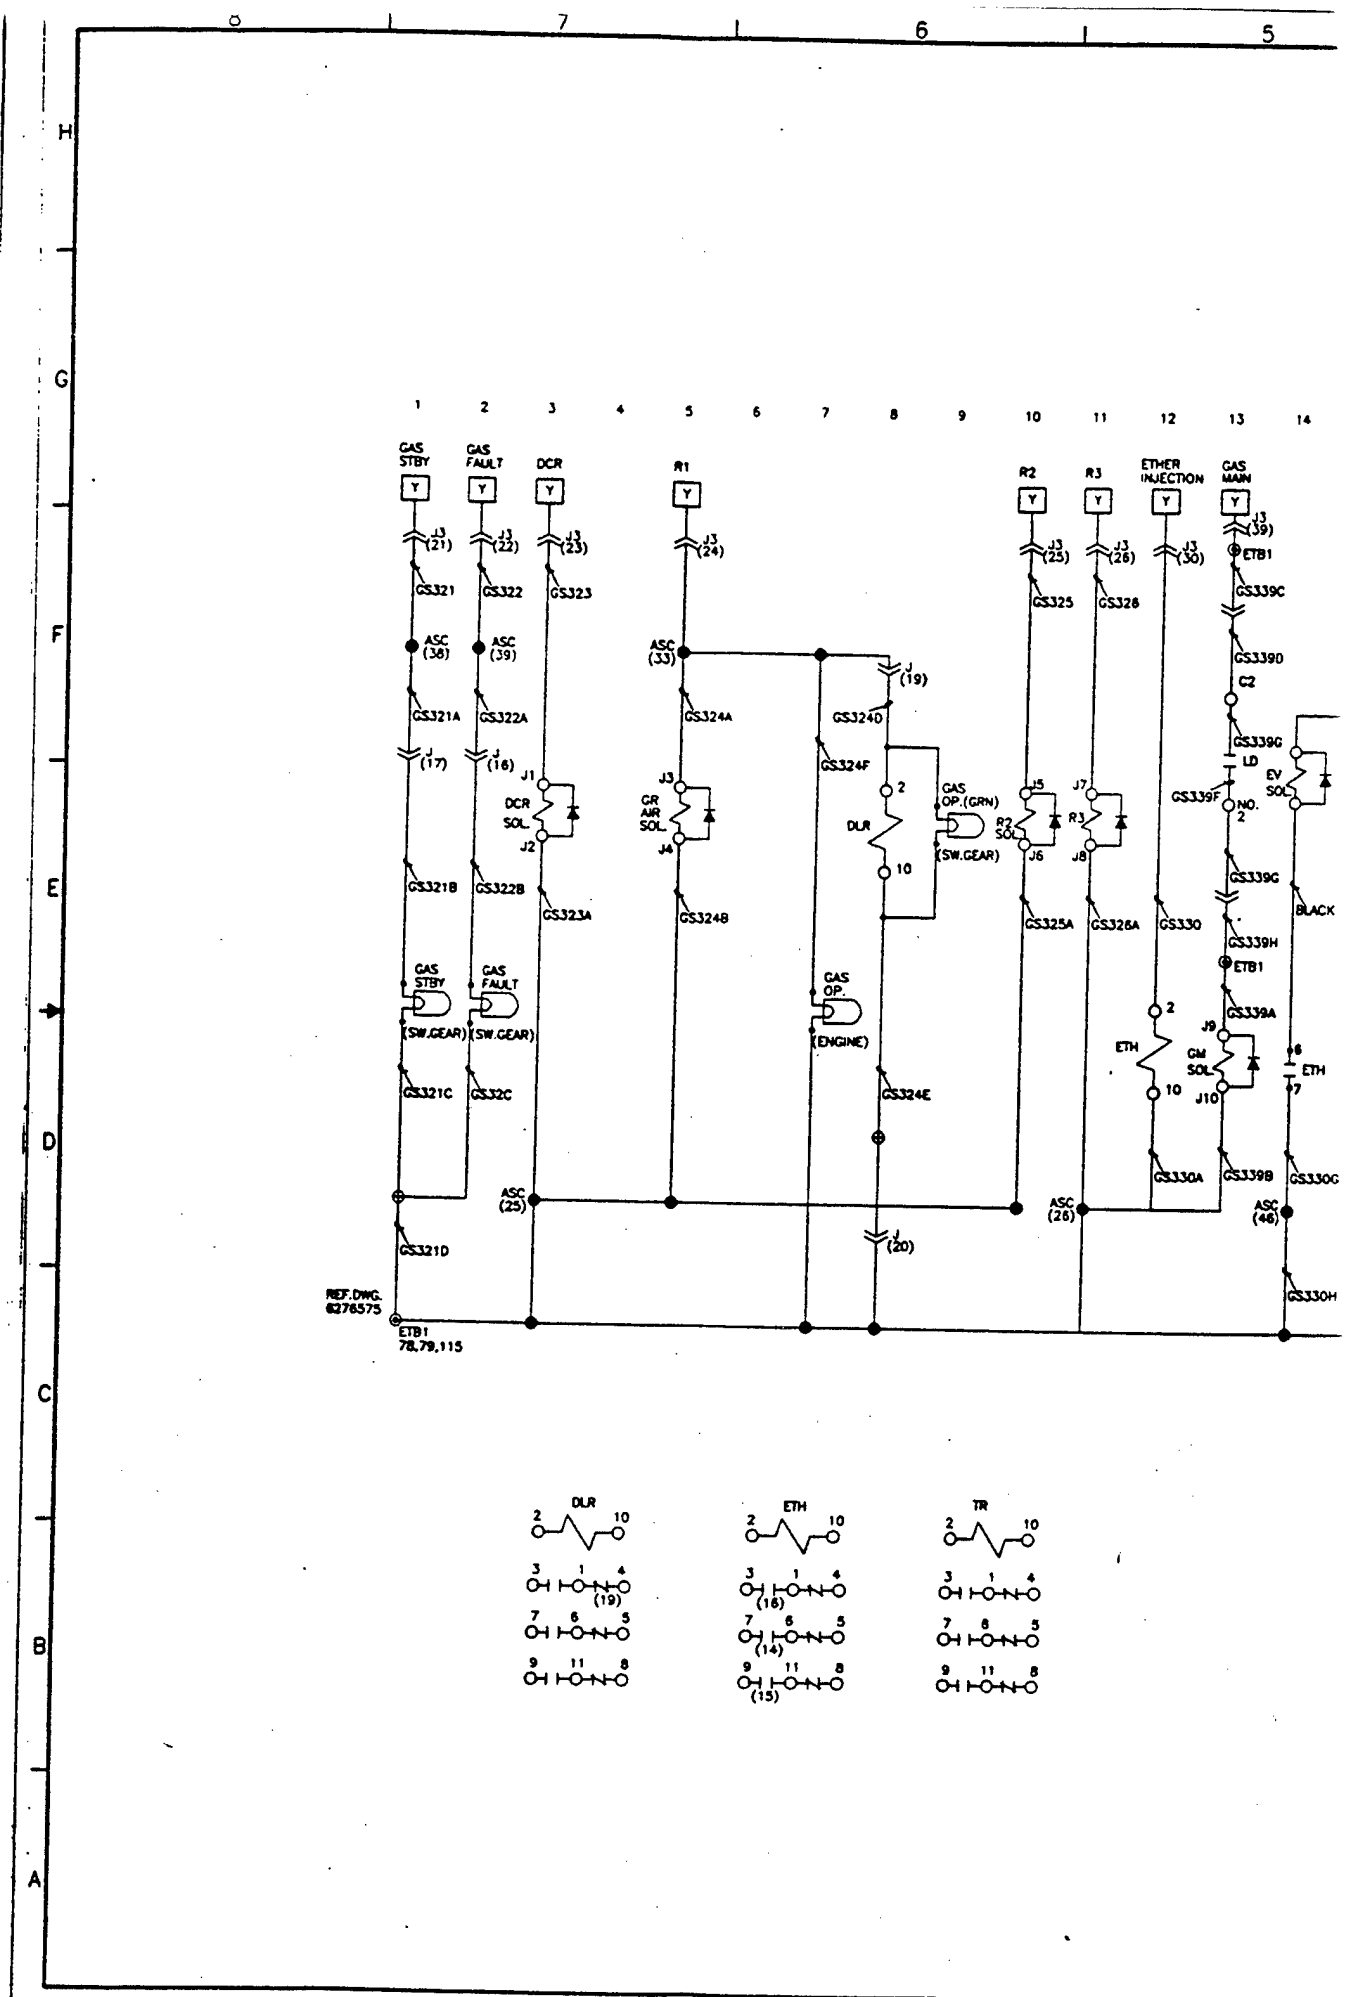 8 7 6 5
H
G
F
E
D
C
B
A
1 2 3 4 5 6 7 8 9 10 11 12 13 14
GAS STBY
GAS FAULT
DCR
R1
R2
R3
ETHER INJECTION
GAS MAIN
Y Y Y Y Y Y Y Y
J3 (21)
J3 (22)
J3 (23)
J3 (24)
J3 (25)
J3 (26)
J3 (30)
J3 (39)
ETB1
GS321
GS322
GS323
GS325
GS326
GS339C
ASC (38)
ASC (39)
ASC (33)
J (19)
GS339D
C2
GS321A
GS322A
GS324A
GS324D
GS339G
J (17)
J (16)
GS324F
LD
GS339F
NO. 2
J1
DCR SOL.
J2
J3
GR AIR SOL.
J4
2
DLR
10
GAS OP.(GRN)
(SW.GEAR)
J5
R2 SOL
J6
J7
R3
J8
EV SOL
GS321B
GS322B
GS323A
GS324B
GS325A
GS326A
GS330
GS339G
GS339H
ETB1
GS339A
BLACK
GAS STBY
(SW.GEAR)
GAS FAULT
(SW.GEAR)
GAS OP.
(ENGINE)
2
ETH
10
J9
GM SOL
J10
6
ETH
7
GS321C
GS32C
GS324E
GS330A
GS339B
GS330G
ASC (25)
ASC (26)
ASC (46)
GS321D
J (20)
GS330H
REF.DWG. 6276575
ETB1
78,79,115
DLR
2 10
3 1 4
(19)
7 6 5
9 11 8
ETH
2 10
3 1 4
(16)
7 6 5
(14)
9 11 8
(15)
TR
2 10
3 1 4
7 6 5
9 11 8